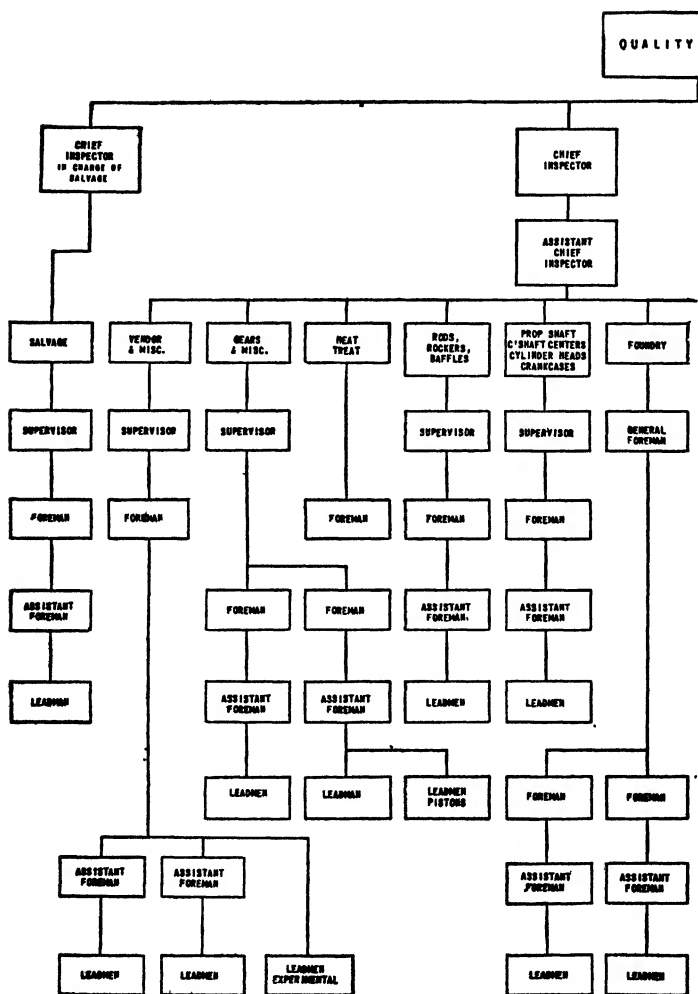 QUALITY
CHIEF
INSPECTOR
IN CHARGE OF
SALVAGE
CHIEF
INSPECTOR
ASSISTANT
CHIEF
INSPECTOR
SALVAGE
VENDOR
& MISC.
GEARS
& MISC.
HEAT
TREAT
RODS,
ROCKERS,
BAFFLES
PROP SHAFT
C'SHAFT CENTERS
CYLINDER HEADS
CRANKCASES
FOUNDRY
SUPERVISOR
SUPERVISOR
SUPERVISOR
SUPERVISOR
SUPERVISOR
GENERAL
FOREMAN
FOREMAN
FOREMAN
FOREMAN
FOREMAN
FOREMAN
ASSISTANT
FOREMAN
FOREMAN
FOREMAN
ASSISTANT
FOREMAN.
ASSISTANT
FOREMAN
LEADMAN
ASSISTANT
FOREMAN
ASSISTANT
FOREMAN
LEADMEN
LEADMEN
LEADMEN
LEADMAN
LEADMEN
PISTONS
FOREMAN
FOREMAN
ASSISTANT
FOREMAN
ASSISTANT
FOREMAN
ASSISTANT
FOREMAN
ASSISTANT
FOREMAN
LEADMEN
LEADMEN
LEADMEN
EXPERIMENTAL
LEADMEN
LEADMEN